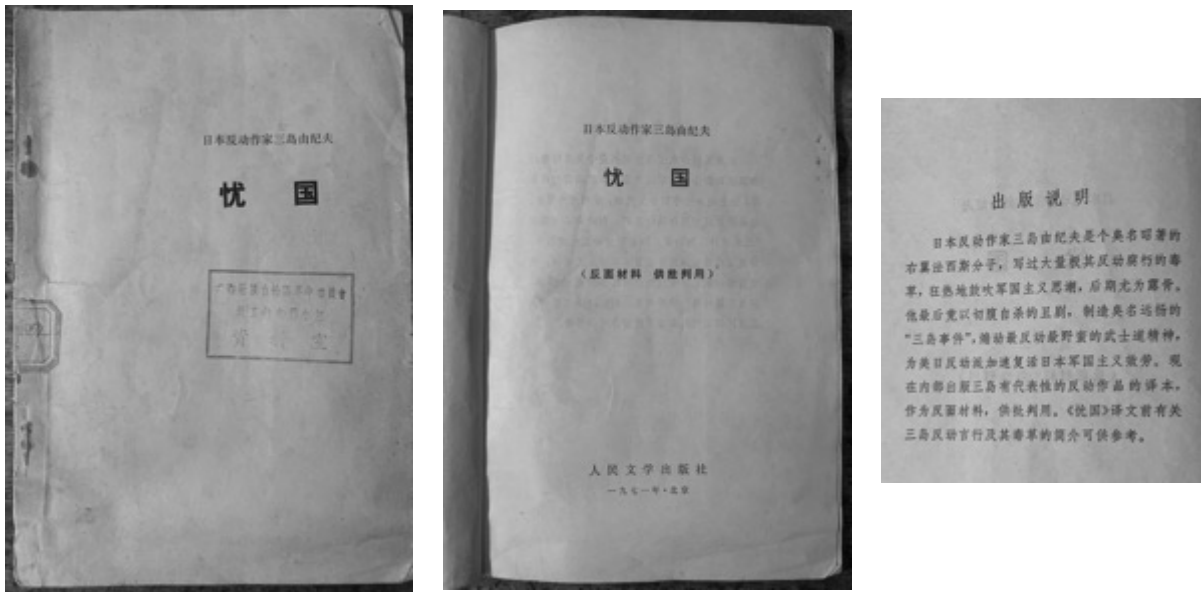 日本反动作家三岛由纪夫
忧 国
资 料 室
日本反动作家三岛由纪夫
忧 国
(反面材料 供批判用)
人民文学出版社
一九七一年·北京
出版说明
日本反动作家三岛由纪夫是个臭名昭著的
右翼法西斯分子,写过大量极其反动腐朽的毒
草,狂热地鼓吹军国主义思潮,后期尤为露骨。
他最后竟以切腹自杀的丑剧,制造臭名远扬的
“三岛事件”,煽动最反动最野蛮的武士道精神,
为美日反动派加速复活日本军国主义效劳。现
在内部出版三岛有代表性的反动作品的译本,
作为反面材料,供批判用。《忧国》译文前有关
三岛反动言行及其毒草的简介可供参考。